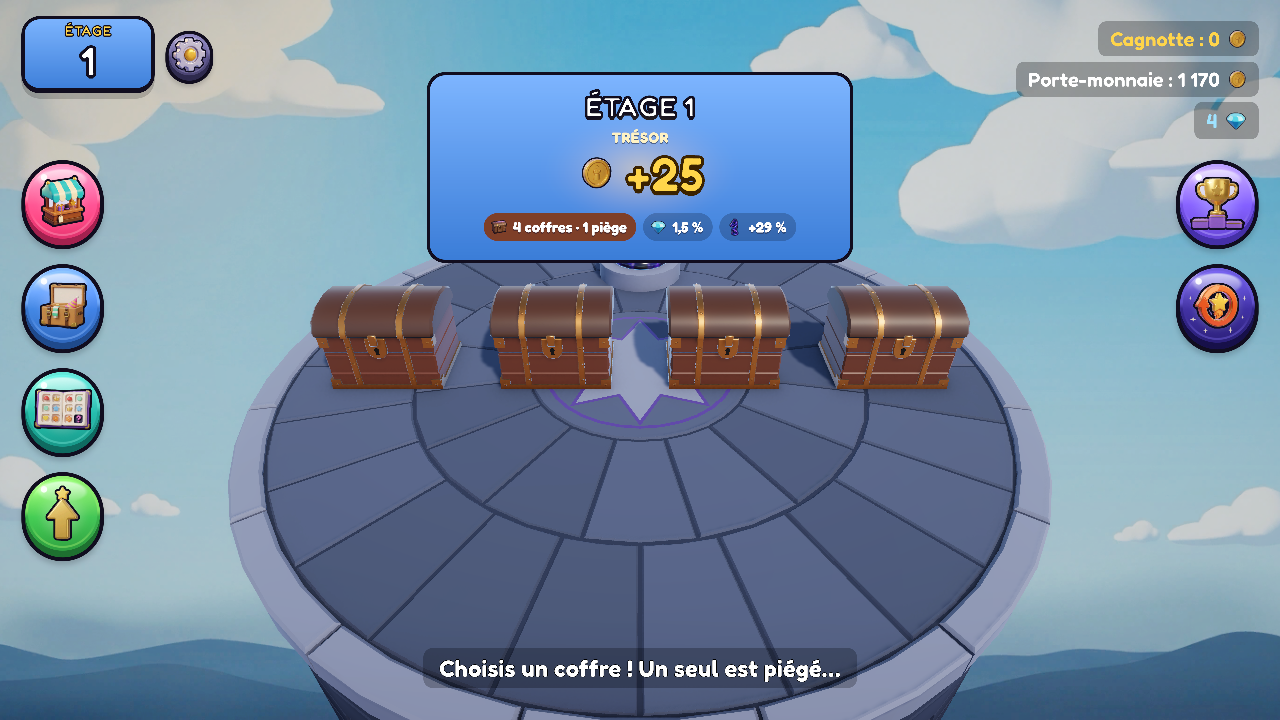 ÉTAGE
1
Cagnotte : 0
Porte-monnaie : 1 170
4
ÉTAGE 1
TRÉSOR
+25
4 coffres · 1 piège
1,5 %
+29 %
Choisis un coffre ! Un seul est piégé...